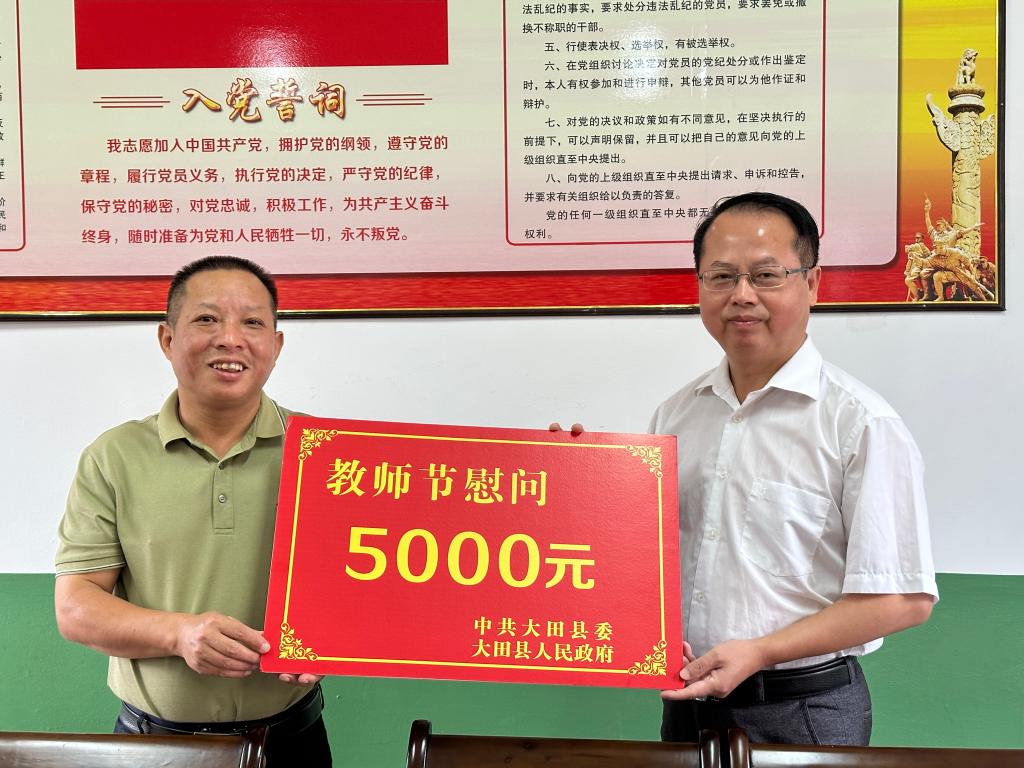 入党誓词
我志愿加入中国共产党，拥护党的纲领，遵守党的
章程，履行党员义务，执行党的决定，严守党的纪律，
保守党的秘密，对党忠诚，积极工作，为共产主义奋斗
终身，随时准备为党和人民牺牲一切，永不叛党。
法乱纪的事实，要求处分违法乱纪的党员，要求罢免或撤
换不称职的干部。
五、行使表决权、选举权，有被选举权。
六、在党组织讨论决定对党员的党纪处分或作出鉴定
时，本人有权参加和进行申辩，其他党员可以为他作证和
辩护。
七、对党的决议和政策如有不同意见，在坚决执行的
前提下，可以声明保留，并且可以把自己的意见向党的上
级组织直至中央提出。
八、向党的上级组织直至中央提出请求、申诉和控告，
并要求有关组织给以负责的答复。
党的任何一级组织直至中央都无
权利。
教师节慰问
5000元
中共大田县委
大田县人民政府